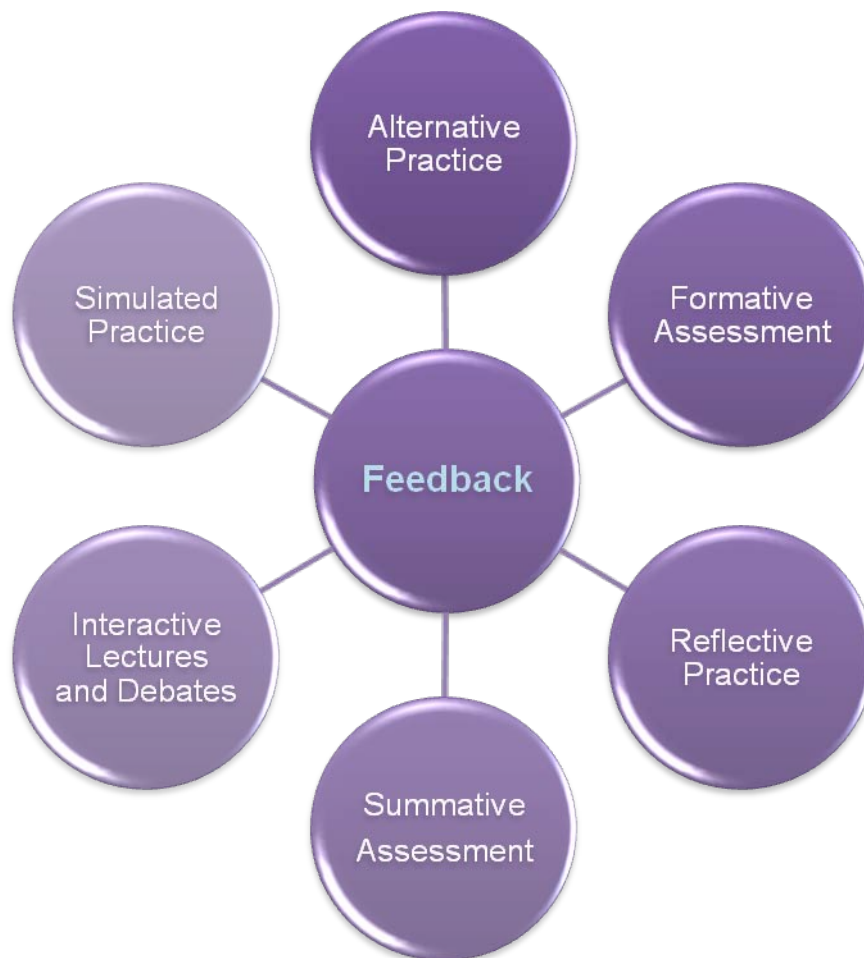 Alternative
Practice
Simulated
Practice
Formative
Assessment
Feedback
Interactive
Lectures
and Debates
Reflective
Practice
Summative
Assessment